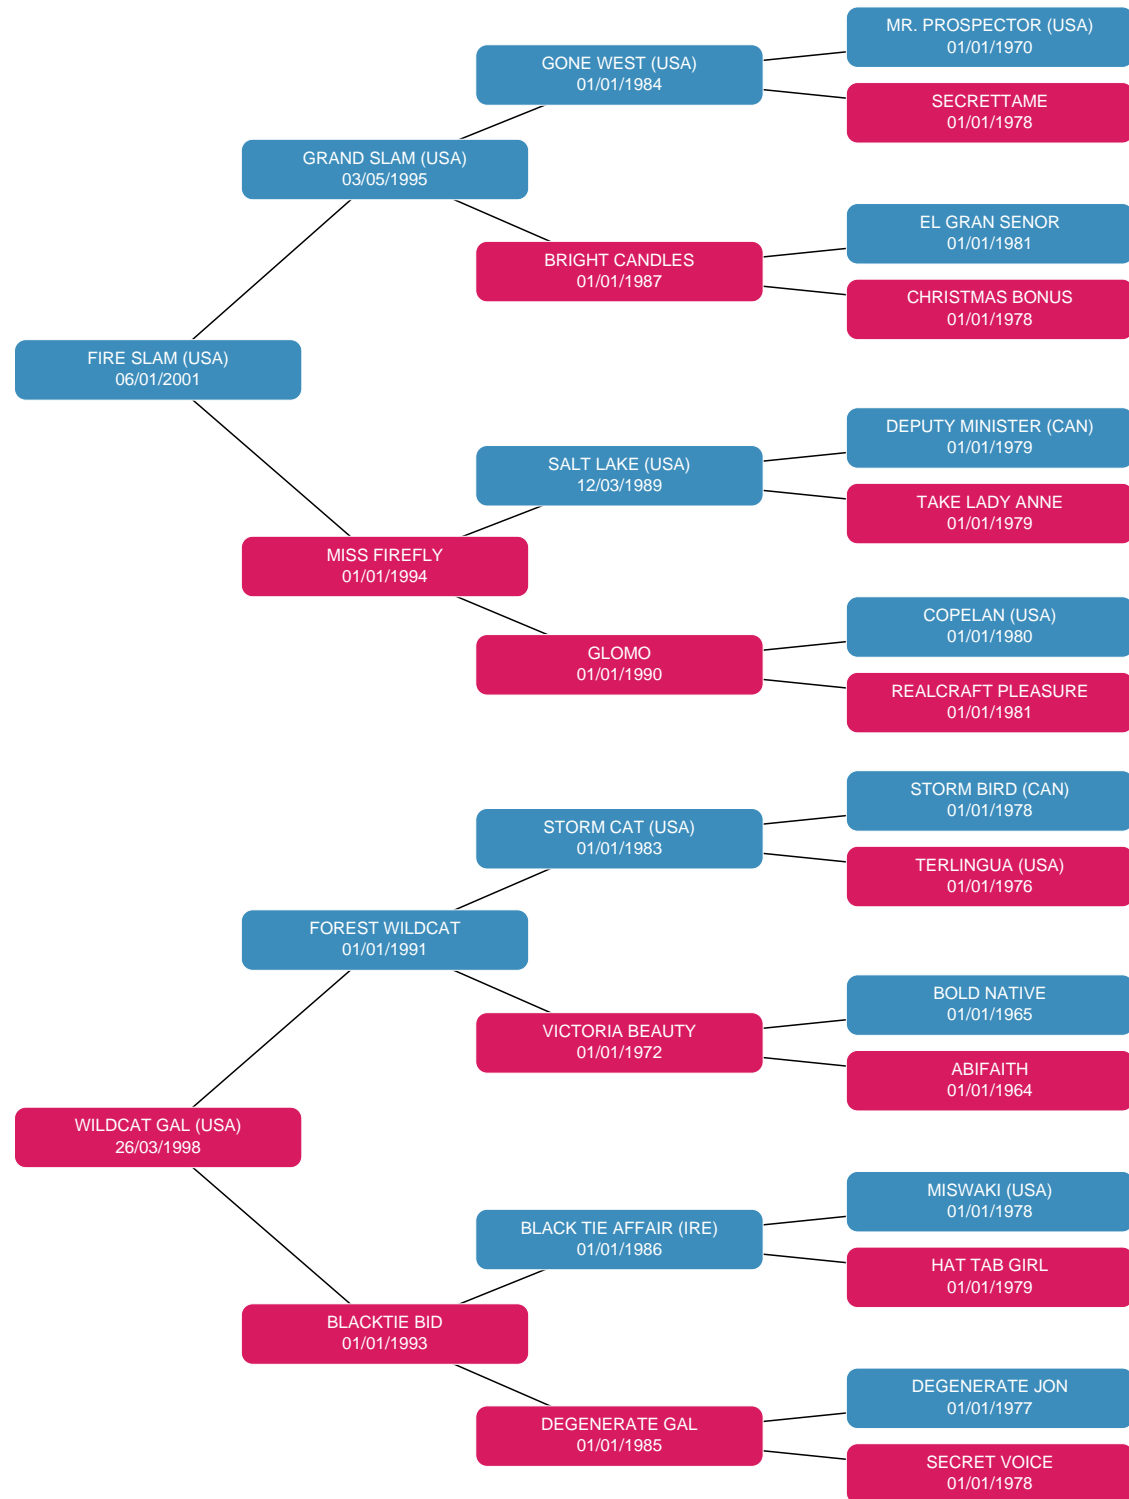 MR. PROSPECTOR (USA)
01/01/1970
GONE WEST (USA)
01/01/1984
SECRETTAME
01/01/1978
GRAND SLAM (USA)
03/05/1995
EL GRAN SENOR
01/01/1981
BRIGHT CANDLES
01/01/1987
CHRISTMAS BONUS
01/01/1978
FIRE SLAM (USA)
06/01/2001
DEPUTY MINISTER (CAN)
01/01/1979
SALT LAKE (USA)
12/03/1989
TAKE LADY ANNE
01/01/1979
MISS FIREFLY
01/01/1994
COPELAN (USA)
01/01/1980
GLOMO
01/01/1990
REALCRAFT PLEASURE
01/01/1981
STORM BIRD (CAN)
01/01/1978
STORM CAT (USA)
01/01/1983
TERLINGUA (USA)
01/01/1976
FOREST WILDCAT
01/01/1991
BOLD NATIVE
01/01/1965
VICTORIA BEAUTY
01/01/1972
ABIFAITH
01/01/1964
WILDCAT GAL (USA)
26/03/1998
MISWAKI (USA)
01/01/1978
BLACK TIE AFFAIR (IRE)
01/01/1986
HAT TAB GIRL
01/01/1979
BLACKTIE BID
01/01/1993
DEGENERATE JON
01/01/1977
DEGENERATE GAL
01/01/1985
SECRET VOICE
01/01/1978